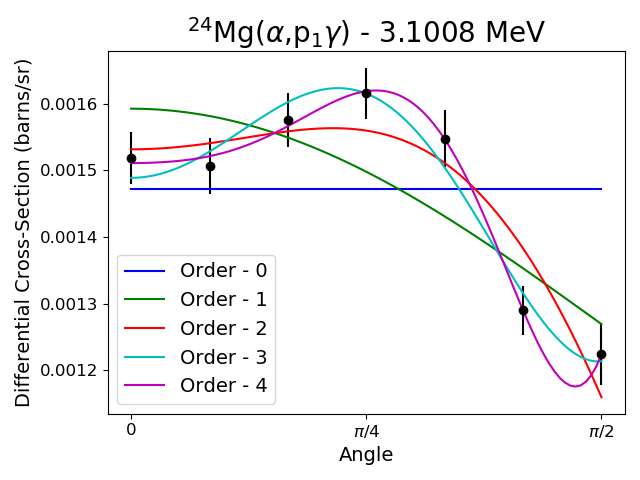 ²⁴Mg(α,p₁γ) - 3.1008 MeV
Differential Cross-Section (barns/sr)
0.0016
0.0015
0.0014
0.0013
0.0012
Order - 0
Order - 1
Order - 2
Order - 3
Order - 4
0
π/4
π/2
Angle